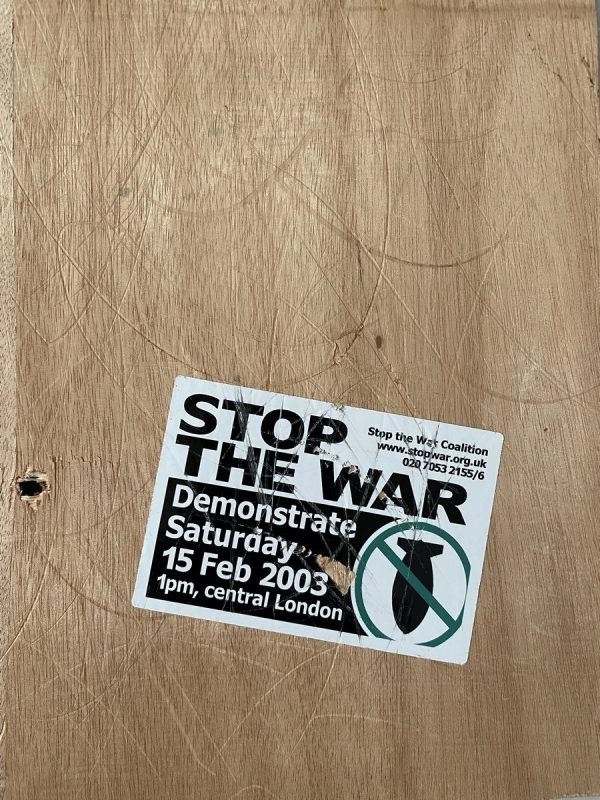 STOP
THE WAR
Stop the War Coalition
www.stopwar.org.uk
020 7053 2155/6
Demonstrate
Saturday
15 Feb 2003
1pm, central London